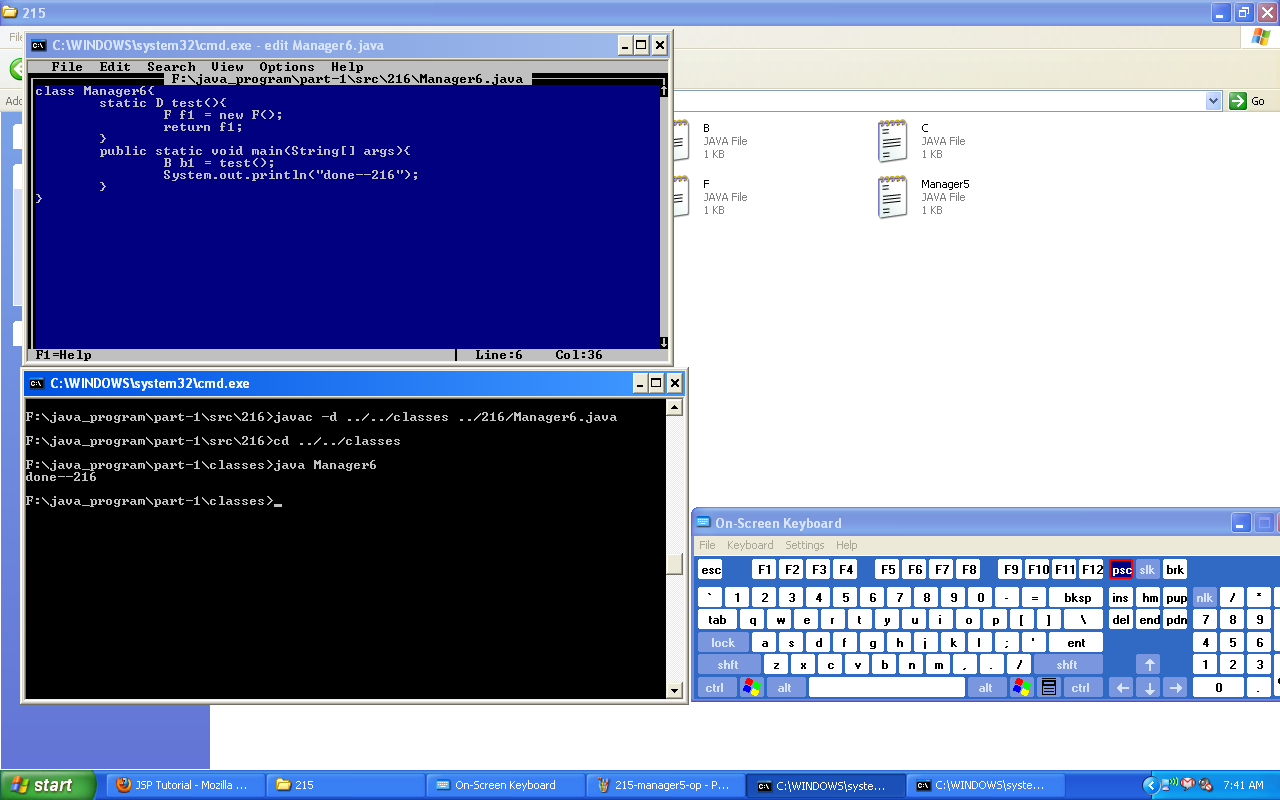 215
C:\WINDOWS\system32\cmd.exe - edit Manager6.java
File Edit Search View Options Help
F:\java_program\part-1\src\216\Manager6.java
class Manager6{
static D test(){
F f1 = new F();
return f1;
}
public static void main(String[] args){
B b1 = test();
System.out.println("done--216");
}
}
F1=Help Line:6 Col:36
Go
B
JAVA File
1 KB
C
JAVA File
1 KB
F
JAVA File
1 KB
Manager5
JAVA File
1 KB
C:\WINDOWS\system32\cmd.exe
F:\java_program\part-1\src\216>javac -d ../../classes ../216/Manager6.java
F:\java_program\part-1\src\216>cd ../../classes
F:\java_program\part-1\classes>java Manager6
done--216
F:\java_program\part-1\classes>_
On-Screen Keyboard
File Keyboard Settings Help
esc F1 F2 F3 F4 F5 F6 F7 F8 F9 F10 F11 F12 psc slk brk
` 1 2 3 4 5 6 7 8 9 0 - = bksp ins hm pup nlk / *
tab q w e r t y u i o p [ ] \ del end pdn 7 8 9
lock a s d f g h j k l ; ' ent 4 5 6
shft z x c v b n m , . / shft ↑ 1 2 3
ctrl alt alt ctrl ← ↓ → 0 .
start JSP Tutorial - Mozilla ... 215 On-Screen Keyboard 215-manager5-op - P... C:\WINDOWS\syste... C:\WINDOWS\syste... 7:41 AM